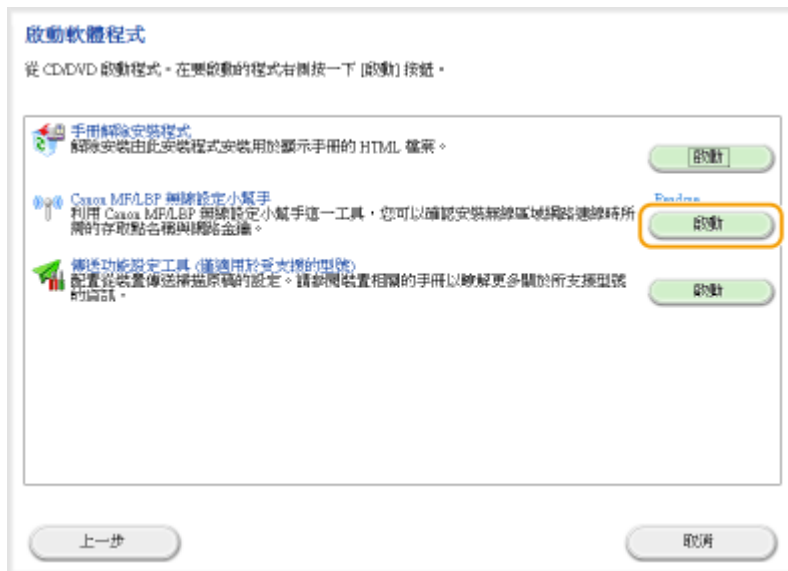 啟動軟體程式
從 CD/DVD 啟動程式。在要啟動的程式右側按一下 [啟動] 按鈕。
手冊解除安裝程式
解除安裝由此安裝程式安裝用於顯示手冊的 HTML 檔案。
啟動
Canon MF/LBP 無線設定小幫手
Readme
利用 Canon MF/LBP 無線設定小幫手這一工具，您可以確認安裝無線區域網路連線時所
需的存取點名稱與網路金鑰。
啟動
傳送功能設定工具 (僅適用於受支援的型號)
配置從裝置傳送掃描原稿的設定。請參閱裝置相關的手冊以瞭解更多關於所支援型號
的資訊。
啟動
上一步
取消